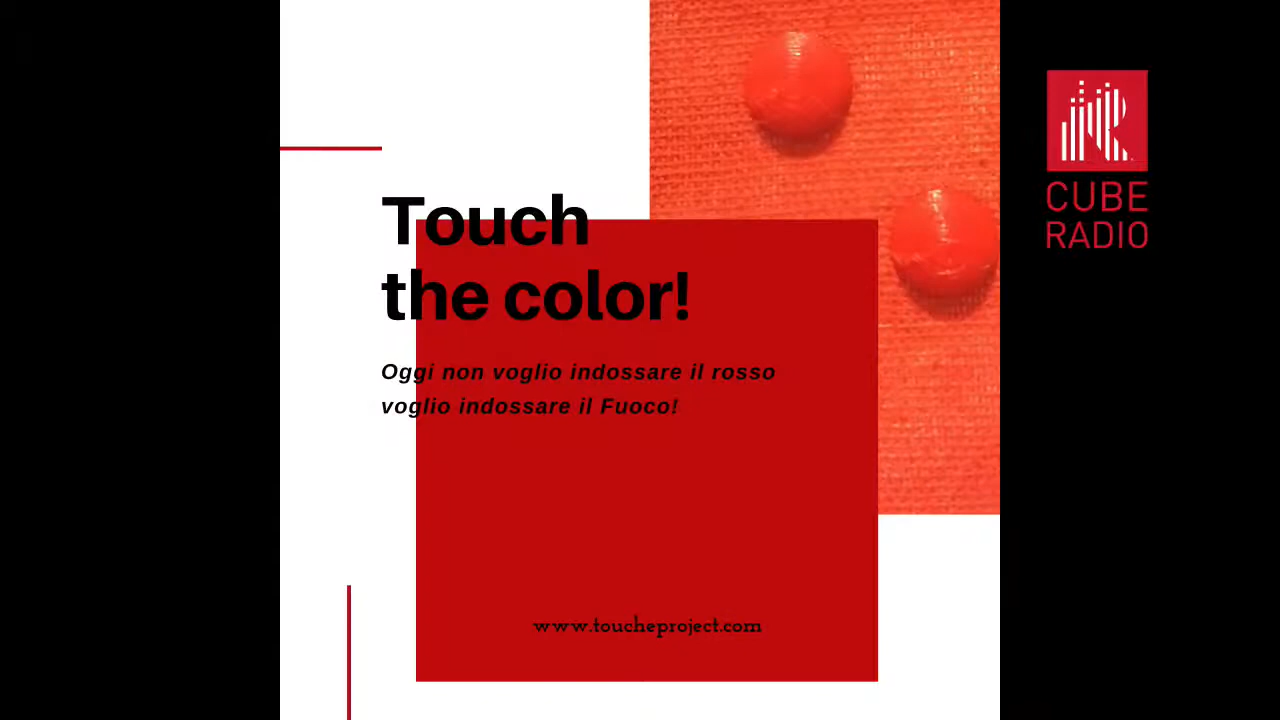 Touch
the color!
Oggi non voglio indossare il rosso
voglio indossare il Fuoco!
www.toucheproject.com
CUBE
RADIO